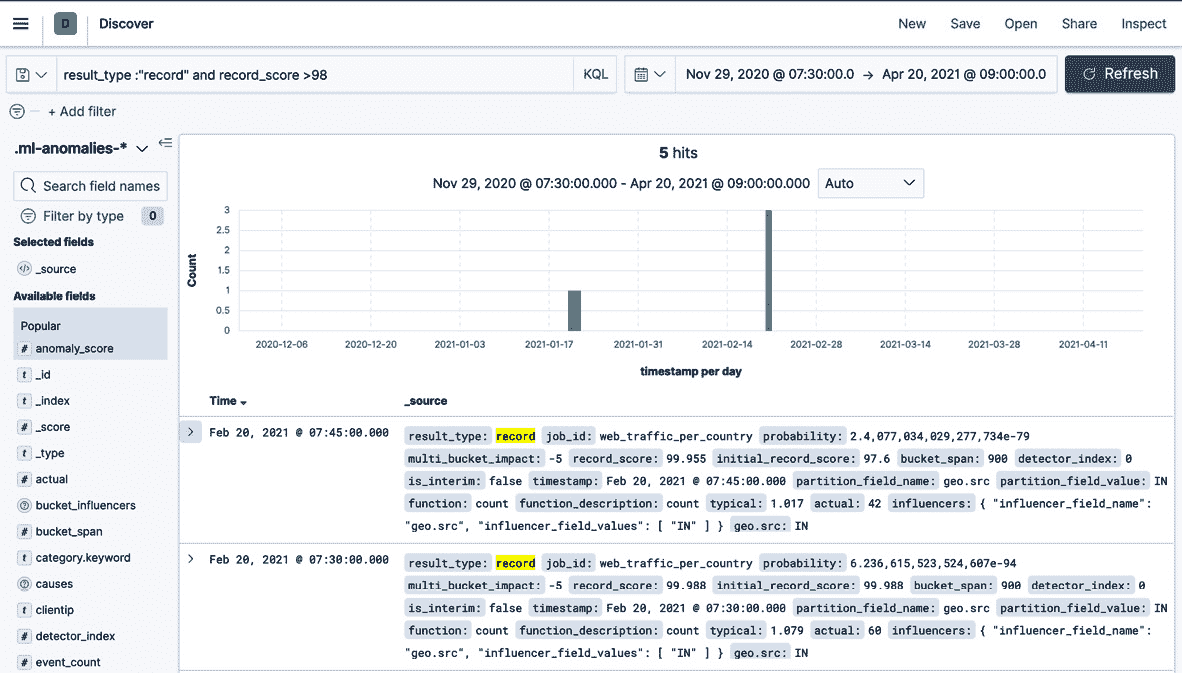 D Discover New Save Open Share Inspect
result_type :"record" and record_score >98 KQL Nov 29, 2020 @ 07:30:00.0 → Apr 20, 2021 @ 09:00:00.0 Refresh
+ Add filter
.ml-anomalies-*
Search field names
Filter by type 0
Selected fields
_source
Available fields
Popular
# anomaly_score
t _id
t _index
# _score
t _type
# actual
bucket_influencers
# bucket_span
t category.keyword
causes
t clientip
# detector_index
# event_count
5 hits
Nov 29, 2020 @ 07:30:00.000 - Apr 20, 2021 @ 09:00:00.000 Auto
Count
3
2.5
2
1.5
1
0.5
0
2020-12-06 2020-12-20 2021-01-03 2021-01-17 2021-01-31 2021-02-14 2021-02-28 2021-03-14 2021-03-28 2021-04-11
timestamp per day
Time _source
Feb 20, 2021 @ 07:45:00.000 result_type: record job_id: web_traffic_per_country probability: 2.4,077,034,029,277,734e-79
multi_bucket_impact: -5 record_score: 99.955 initial_record_score: 97.6 bucket_span: 900 detector_index: 0
is_interim: false timestamp: Feb 20, 2021 @ 07:45:00.000 partition_field_name: geo.src partition_field_value: IN
function: count function_description: count typical: 1.017 actual: 42 influencers: { "influencer_field_name":
"geo.src", "influencer_field_values": [ "IN" ] } geo.src: IN
Feb 20, 2021 @ 07:30:00.000 result_type: record job_id: web_traffic_per_country probability: 6.236,615,523,524,607e-94
multi_bucket_impact: -5 record_score: 99.988 initial_record_score: 99.988 bucket_span: 900 detector_index: 0
is_interim: false timestamp: Feb 20, 2021 @ 07:30:00.000 partition_field_name: geo.src partition_field_value: IN
function: count function_description: count typical: 1.079 actual: 60 influencers: { "influencer_field_name":
"geo.src", "influencer_field_values": [ "IN" ] } geo.src: IN